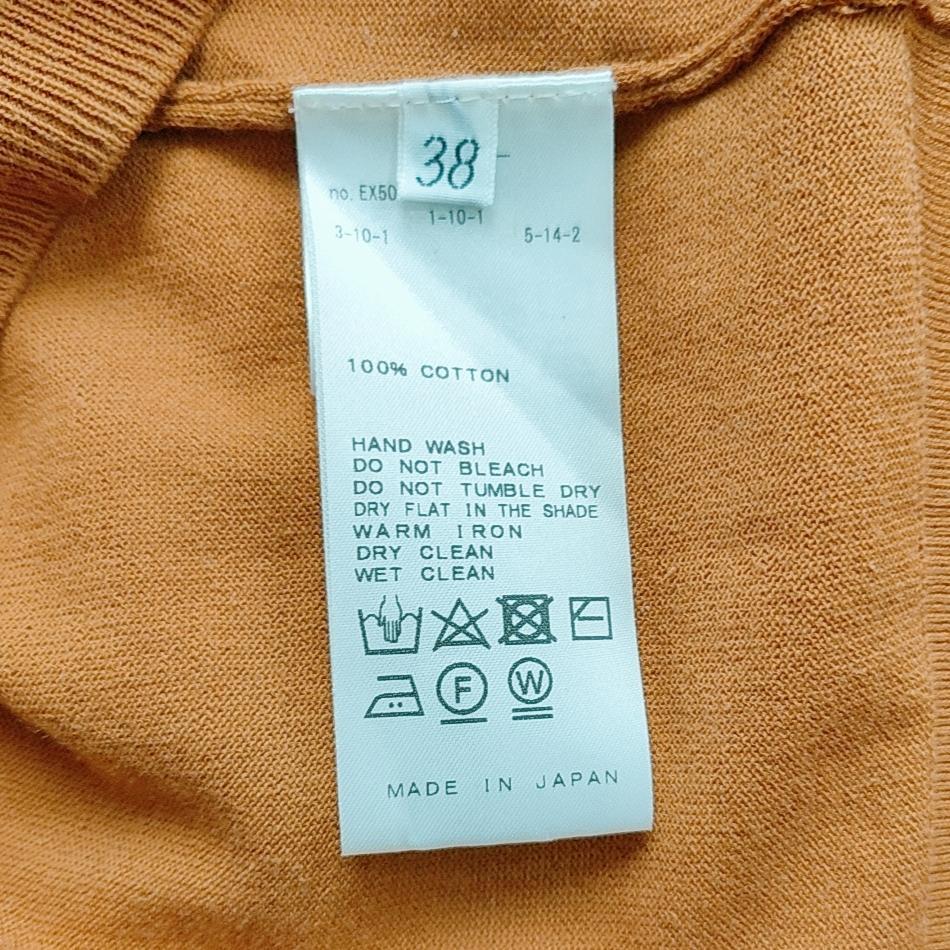 38
no. EX50
1-10-1
3-10-1 5-14-2
100% COTTON
HAND WASH
DO NOT BLEACH
DO NOT TUMBLE DRY
DRY FLAT IN THE SHADE
WARM IRON
DRY CLEAN
WET CLEAN
F W
MADE IN JAPAN